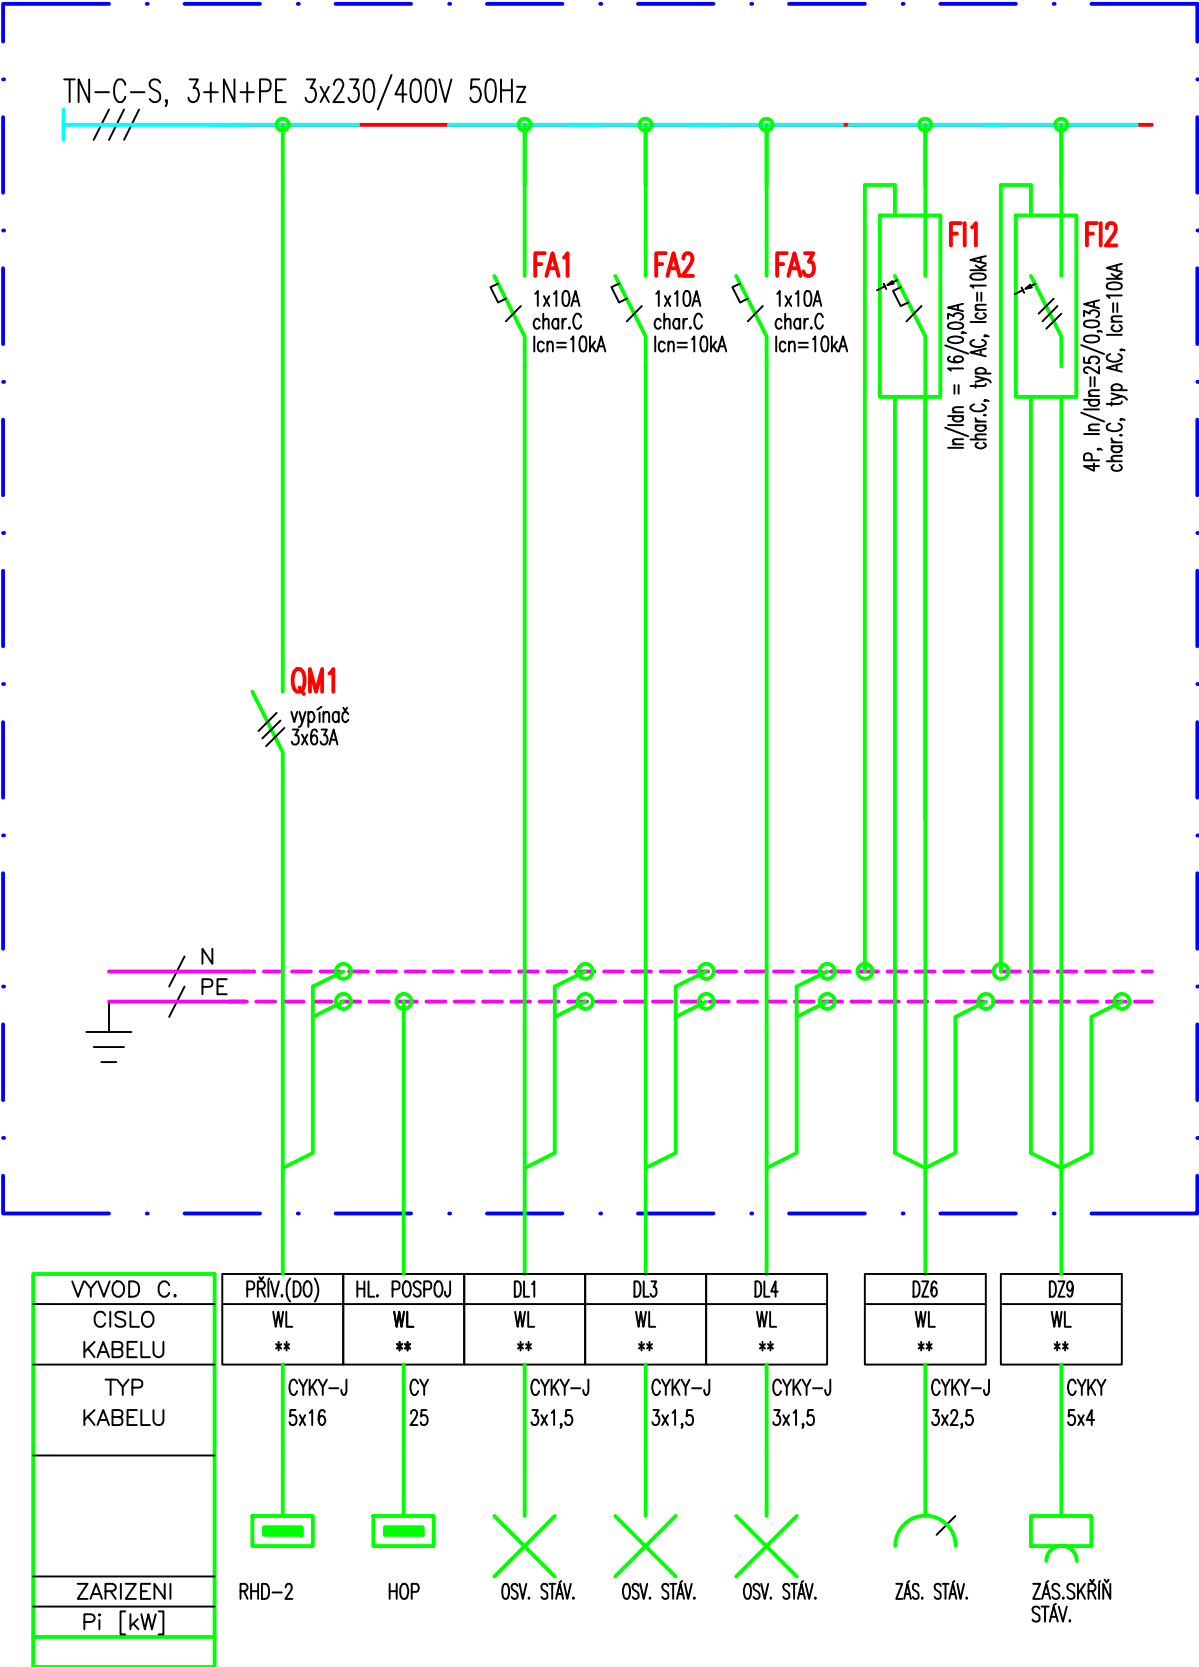 TN-C-S, 3+N+PE 3x230/400V 50Hz
FI1
In/Idn = 16/0,03A
char.C, typ AC, Icn=10kA
FI2
4P, In/Idn=25/0,03A
char.C, typ AC, Icn=10kA
FA1
1x10A
char.C
Icn=10kA
FA2
1x10A
char.C
Icn=10kA
FA3
1x10A
char.C
Icn=10kA
QM1
vypínač
3x63A
N
PE
VYVOD C. PŘÍV.(DO) HL. POSPOJ DL1 DL3 DL4 DZ6 DZ9
CISLO WL WL WL WL WL WL WL
KABELU ** ** ** ** ** ** **
TYP CYKY-J CY CYKY-J CYKY-J CYKY-J CYKY-J CYKY
KABELU 5x16 25 3x1,5 3x1,5 3x1,5 3x2,5 5x4
ZARIZENI RHD-2 HOP OSV. STÁV. OSV. STÁV. OSV. STÁV. ZÁS. STÁV. ZÁS.SKŘÍŇ
STÁV.
Pi [kW]